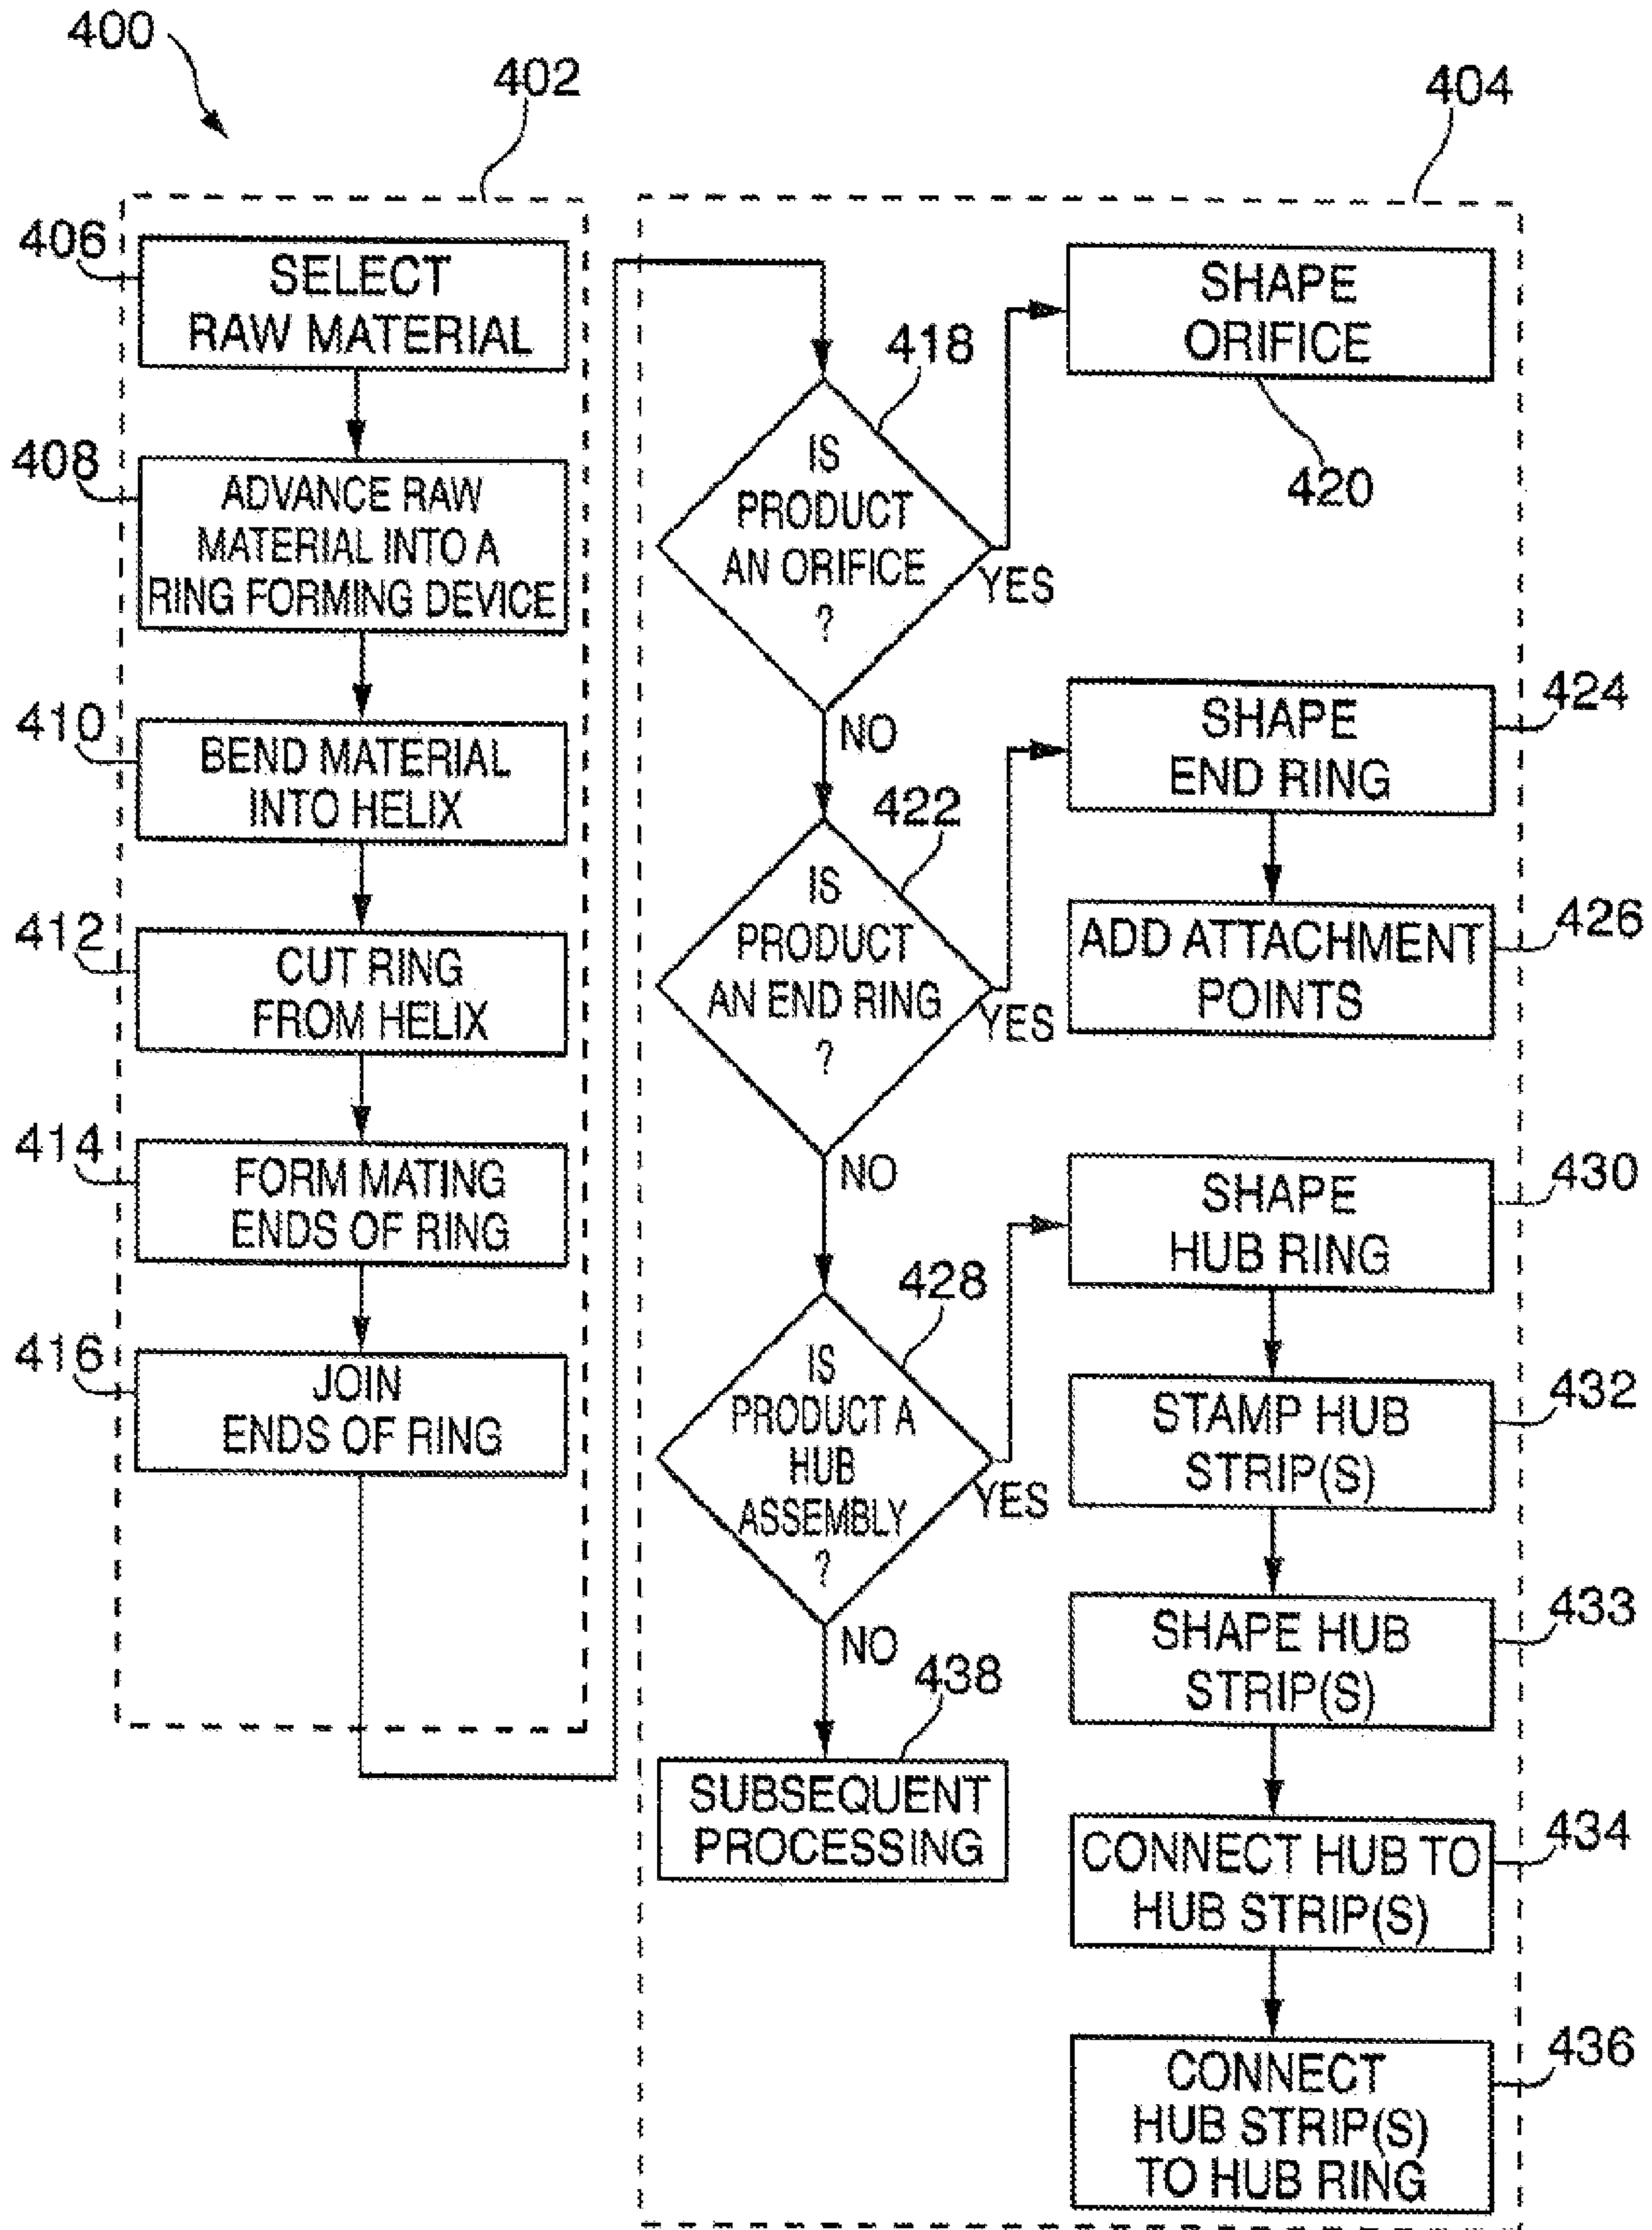 400
402
404
406
SELECT
RAW MATERIAL
408
ADVANCE RAW
MATERIAL INTO A
RING FORMING DEVICE
410
BEND MATERIAL
INTO HELIX
412
CUT RING
FROM HELIX
414
FORM MATING
ENDS OF RING
416
JOIN
ENDS OF RING
418
IS
PRODUCT
AN ORIFICE
?
YES
NO
SHAPE
ORIFICE
420
422
IS
PRODUCT
AN END RING
?
YES
NO
SHAPE
END RING
424
ADD ATTACHMENT
POINTS
426
428
IS
PRODUCT A
HUB
ASSEMBLY
?
YES
NO
438
SUBSEQUENT
PROCESSING
SHAPE
HUB RING
430
STAMP HUB
STRIP(S)
432
SHAPE HUB
STRIP(S)
433
CONNECT HUB TO
HUB STRIP(S)
434
CONNECT
HUB STRIP(S)
TO HUB RING
436